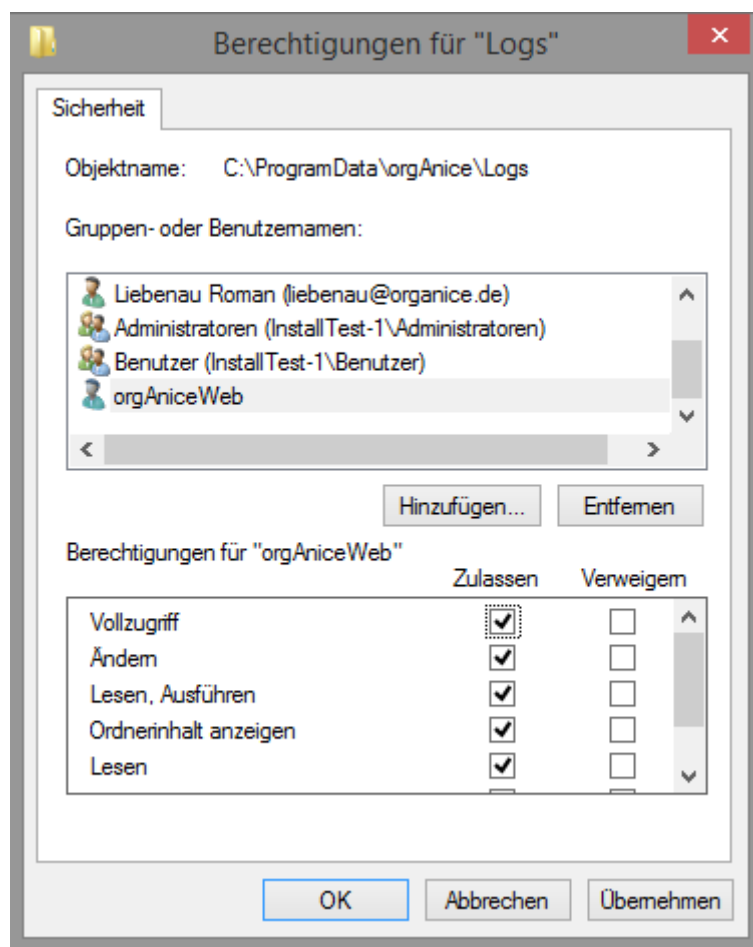 Berechtigungen für "Logs"
Sicherheit
Objektname: C:\ProgramData\orgAnice\Logs
Gruppen- oder Benutzernamen:
Liebenau Roman (liebenau@organice.de)
Administratoren (InstallTest-1\Administratoren)
Benutzer (InstallTest-1\Benutzer)
orgAniceWeb
Hinzufügen... Entfernen
Berechtigungen für "orgAniceWeb"
Zulassen Verweigern
Vollzugriff
Ändern
Lesen, Ausführen
Ordnerinhalt anzeigen
Lesen
OK Abbrechen Übernehmen